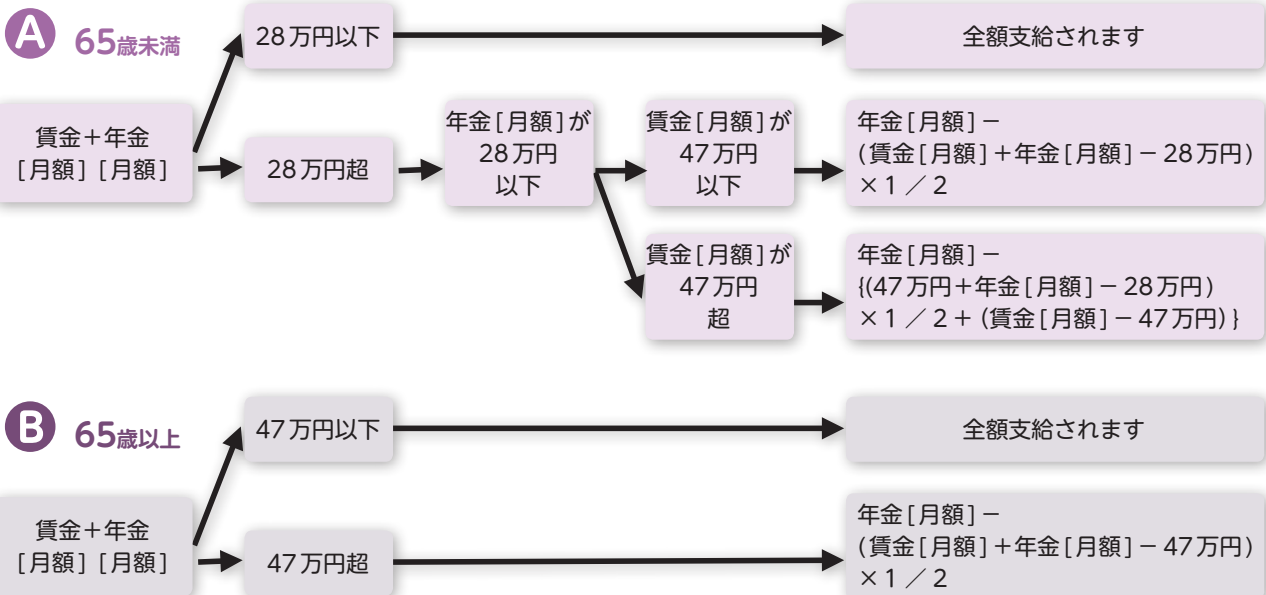 A 65歳未満
28万円以下
全額支給されます
賃金＋年金
[月額] [月額]
28万円超
年金[月額]が
28万円
以下
賃金[月額]が
47万円
以下
年金[月額]－
(賃金[月額]＋年金[月額]－28万円)
×1／2
賃金[月額]が
47万円
超
年金[月額]－
{(47万円＋年金[月額]－28万円)
×1／2＋(賃金[月額]－47万円)}
B 65歳以上
47万円以下
全額支給されます
賃金＋年金
[月額] [月額]
47万円超
年金[月額]－
(賃金[月額]＋年金[月額]－47万円)
×1／2